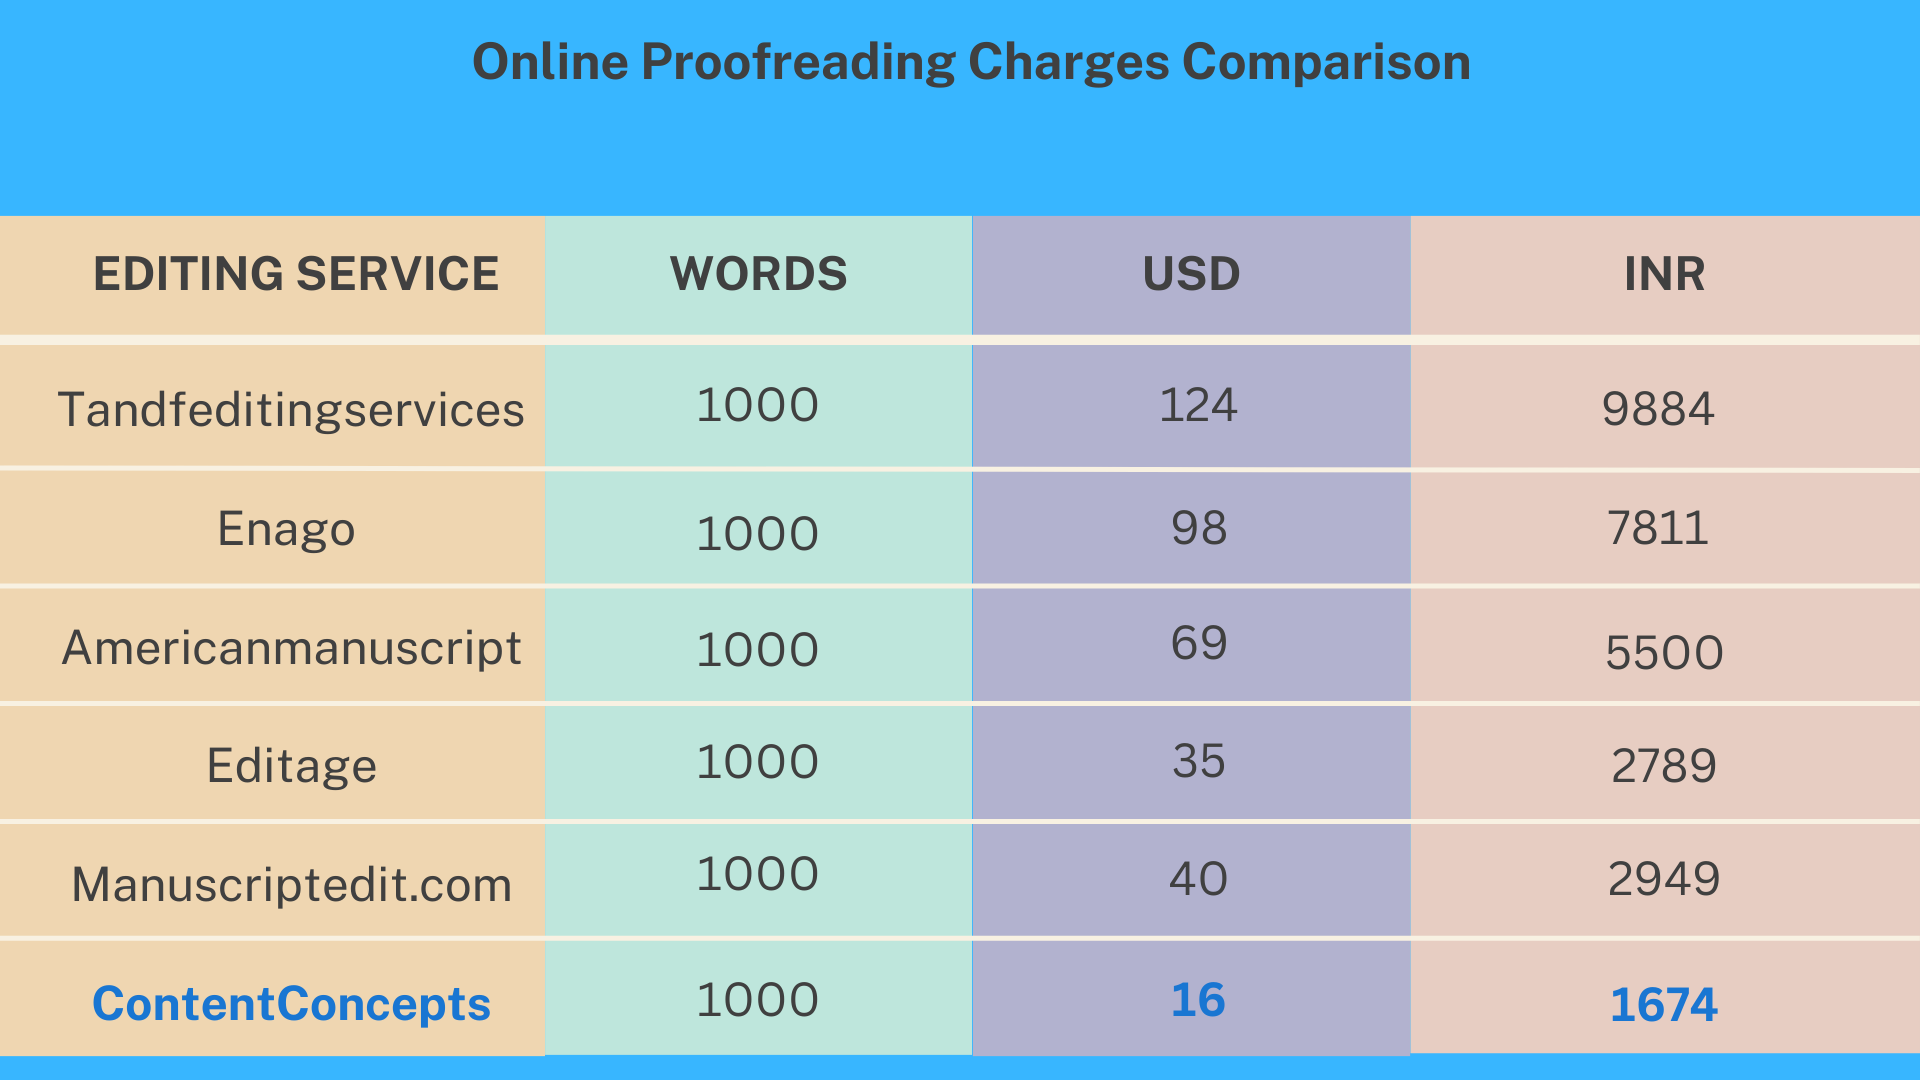 Online Proofreading Charges Comparison
EDITING SERVICE WORDS USD INR
Tandfeditingservices 1000 124 9884
Enago 1000 98 7811
Americanmanuscript 1000 69 5500
Editage 1000 35 2789
Manuscriptedit.com 1000 40 2949
ContentConcepts 1000 16 1674